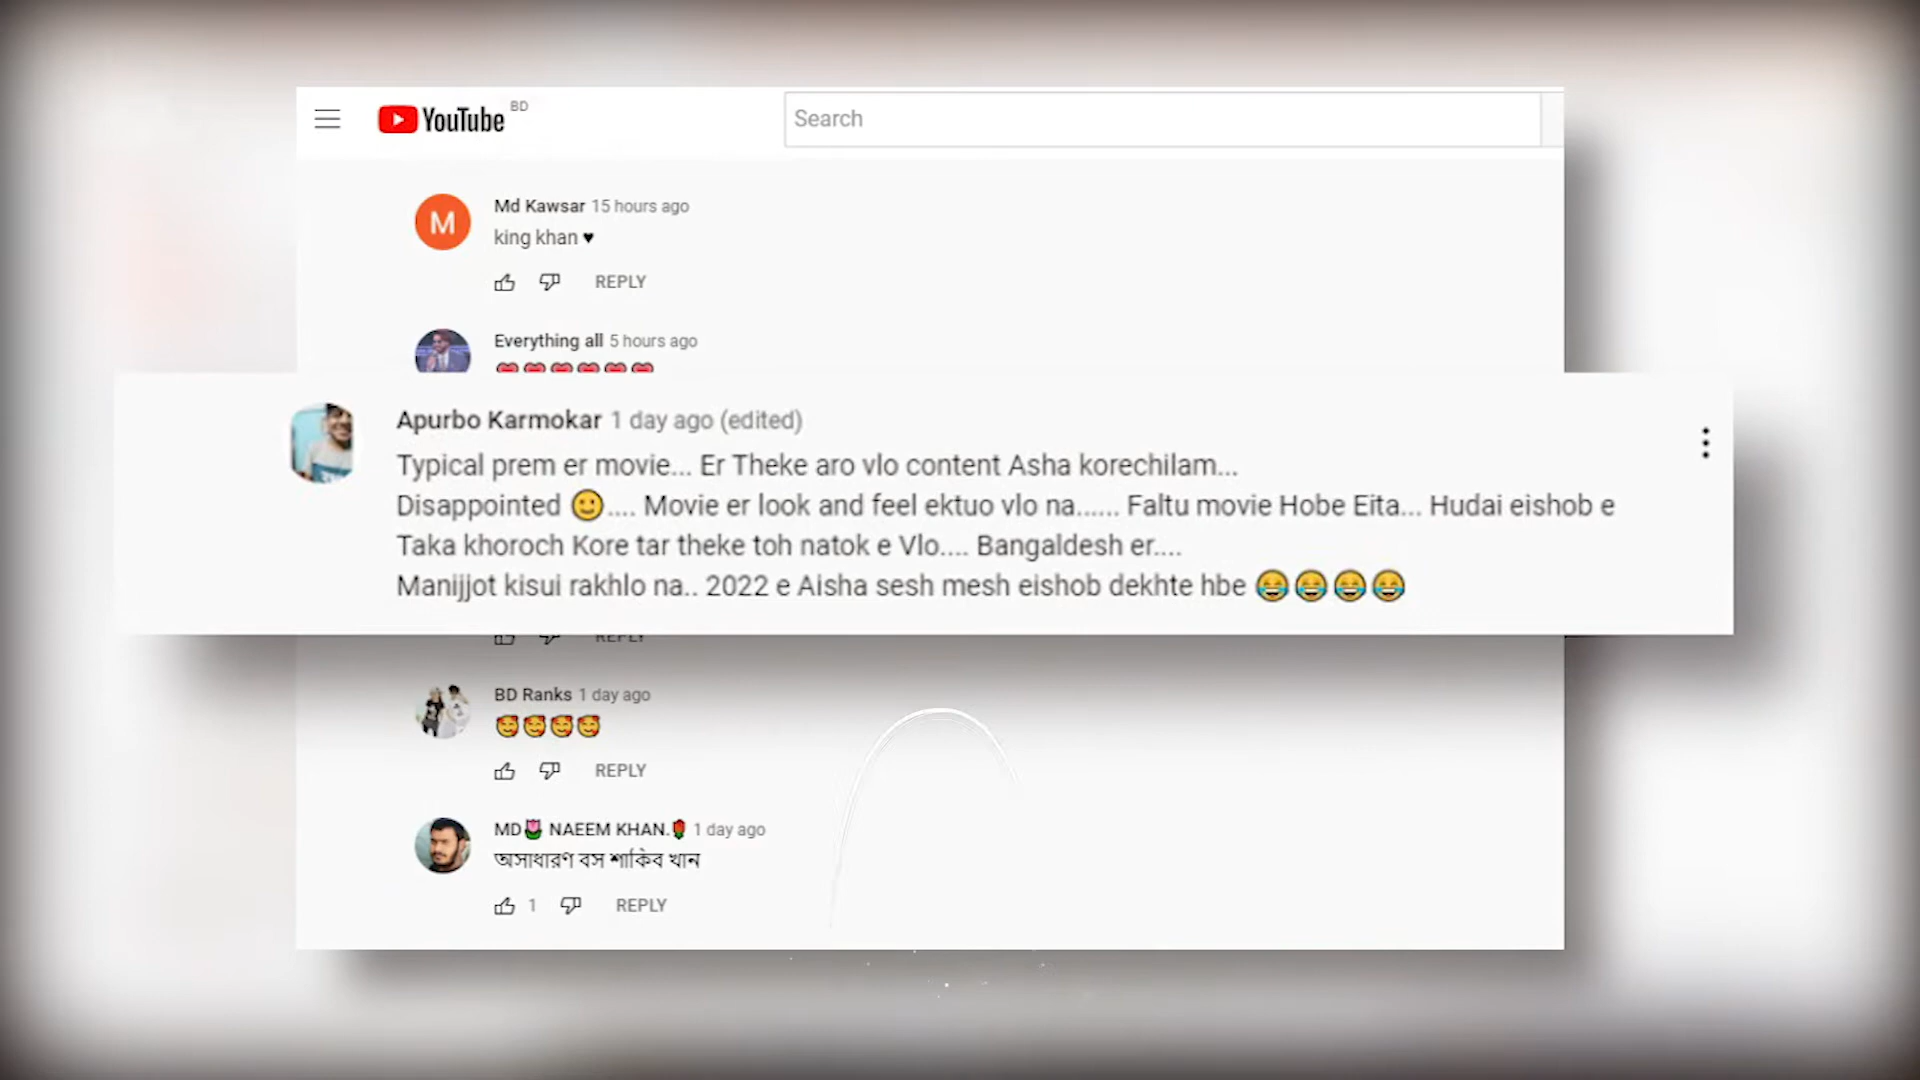 YouTube BD
Search
Md Kawsar 15 hours ago
king khan ♥
REPLY
Everything all 5 hours ago
Apurbo Karmokar 1 day ago (edited)
Typical prem er movie... Er Theke aro vlo content Asha korechilam...
Disappointed 🙂.... Movie er look and feel ektuo vlo na...... Faltu movie Hobe Eita... Hudai eishob e
Taka khoroch Kore tar theke toh natok e Vlo.... Bangaldesh er....
Manijjot kisui rakhlo na.. 2022 e Aisha sesh mesh eishob dekhte hbe 😂😂😂😂
REPLY
BD Ranks 1 day ago
🥰🥰🥰🥰
REPLY
MD🌷 NAEEM KHAN.🌹 1 day ago
অসাধারণ বস শাকিব খান
1 REPLY